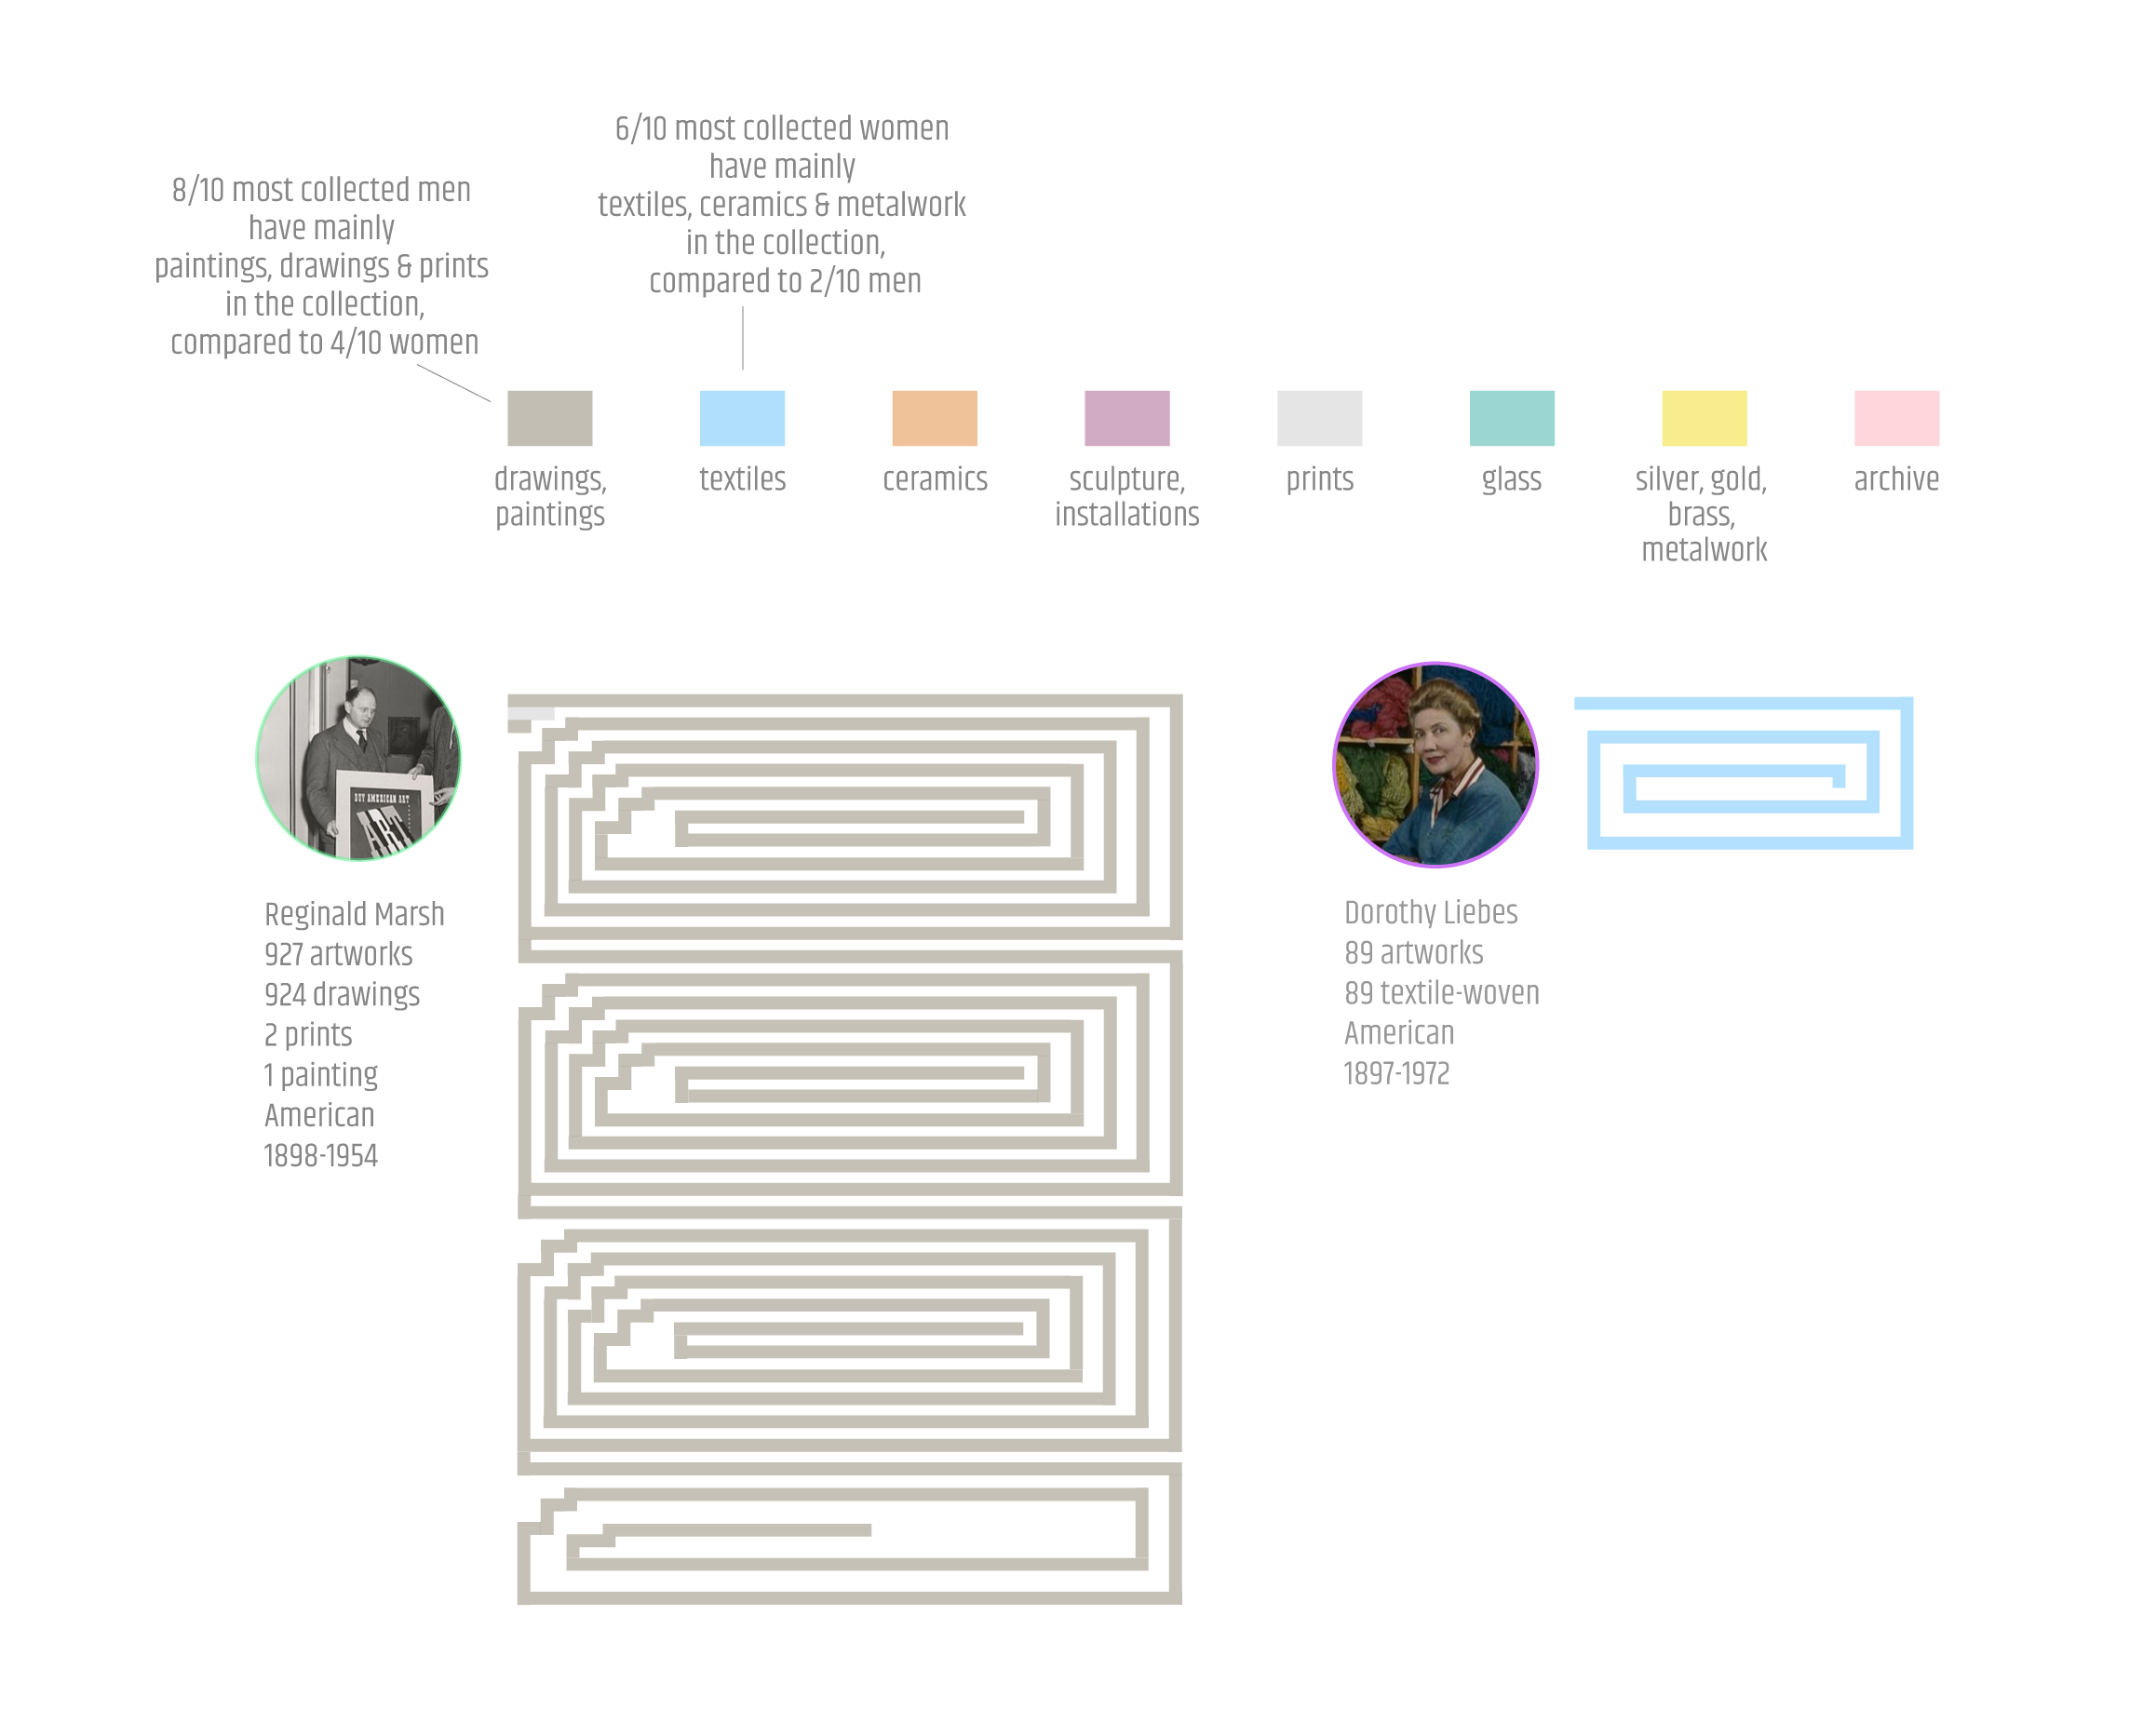 8/10 most collected men
have mainly
paintings, drawings & prints
in the collection,
compared to 4/10 women
6/10 most collected women
have mainly
textiles, ceramics & metalwork
in the collection,
compared to 2/10 men
drawings,
paintings
textiles
ceramics
sculpture,
installations
prints
glass
silver, gold,
brass,
metalwork
archive
BUY AMERICAN ART
ART
Reginald Marsh
927 artworks
924 drawings
2 prints
1 painting
American
1898-1954
Dorothy Liebes
89 artworks
89 textile-woven
American
1897-1972